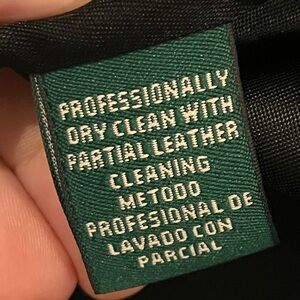 PROFESSIONALLY
DRY CLEAN WITH
PARTIAL LEATHER
CLEANING
METODO
PROFESIONAL DE
LAVADO CON
PARCIAL